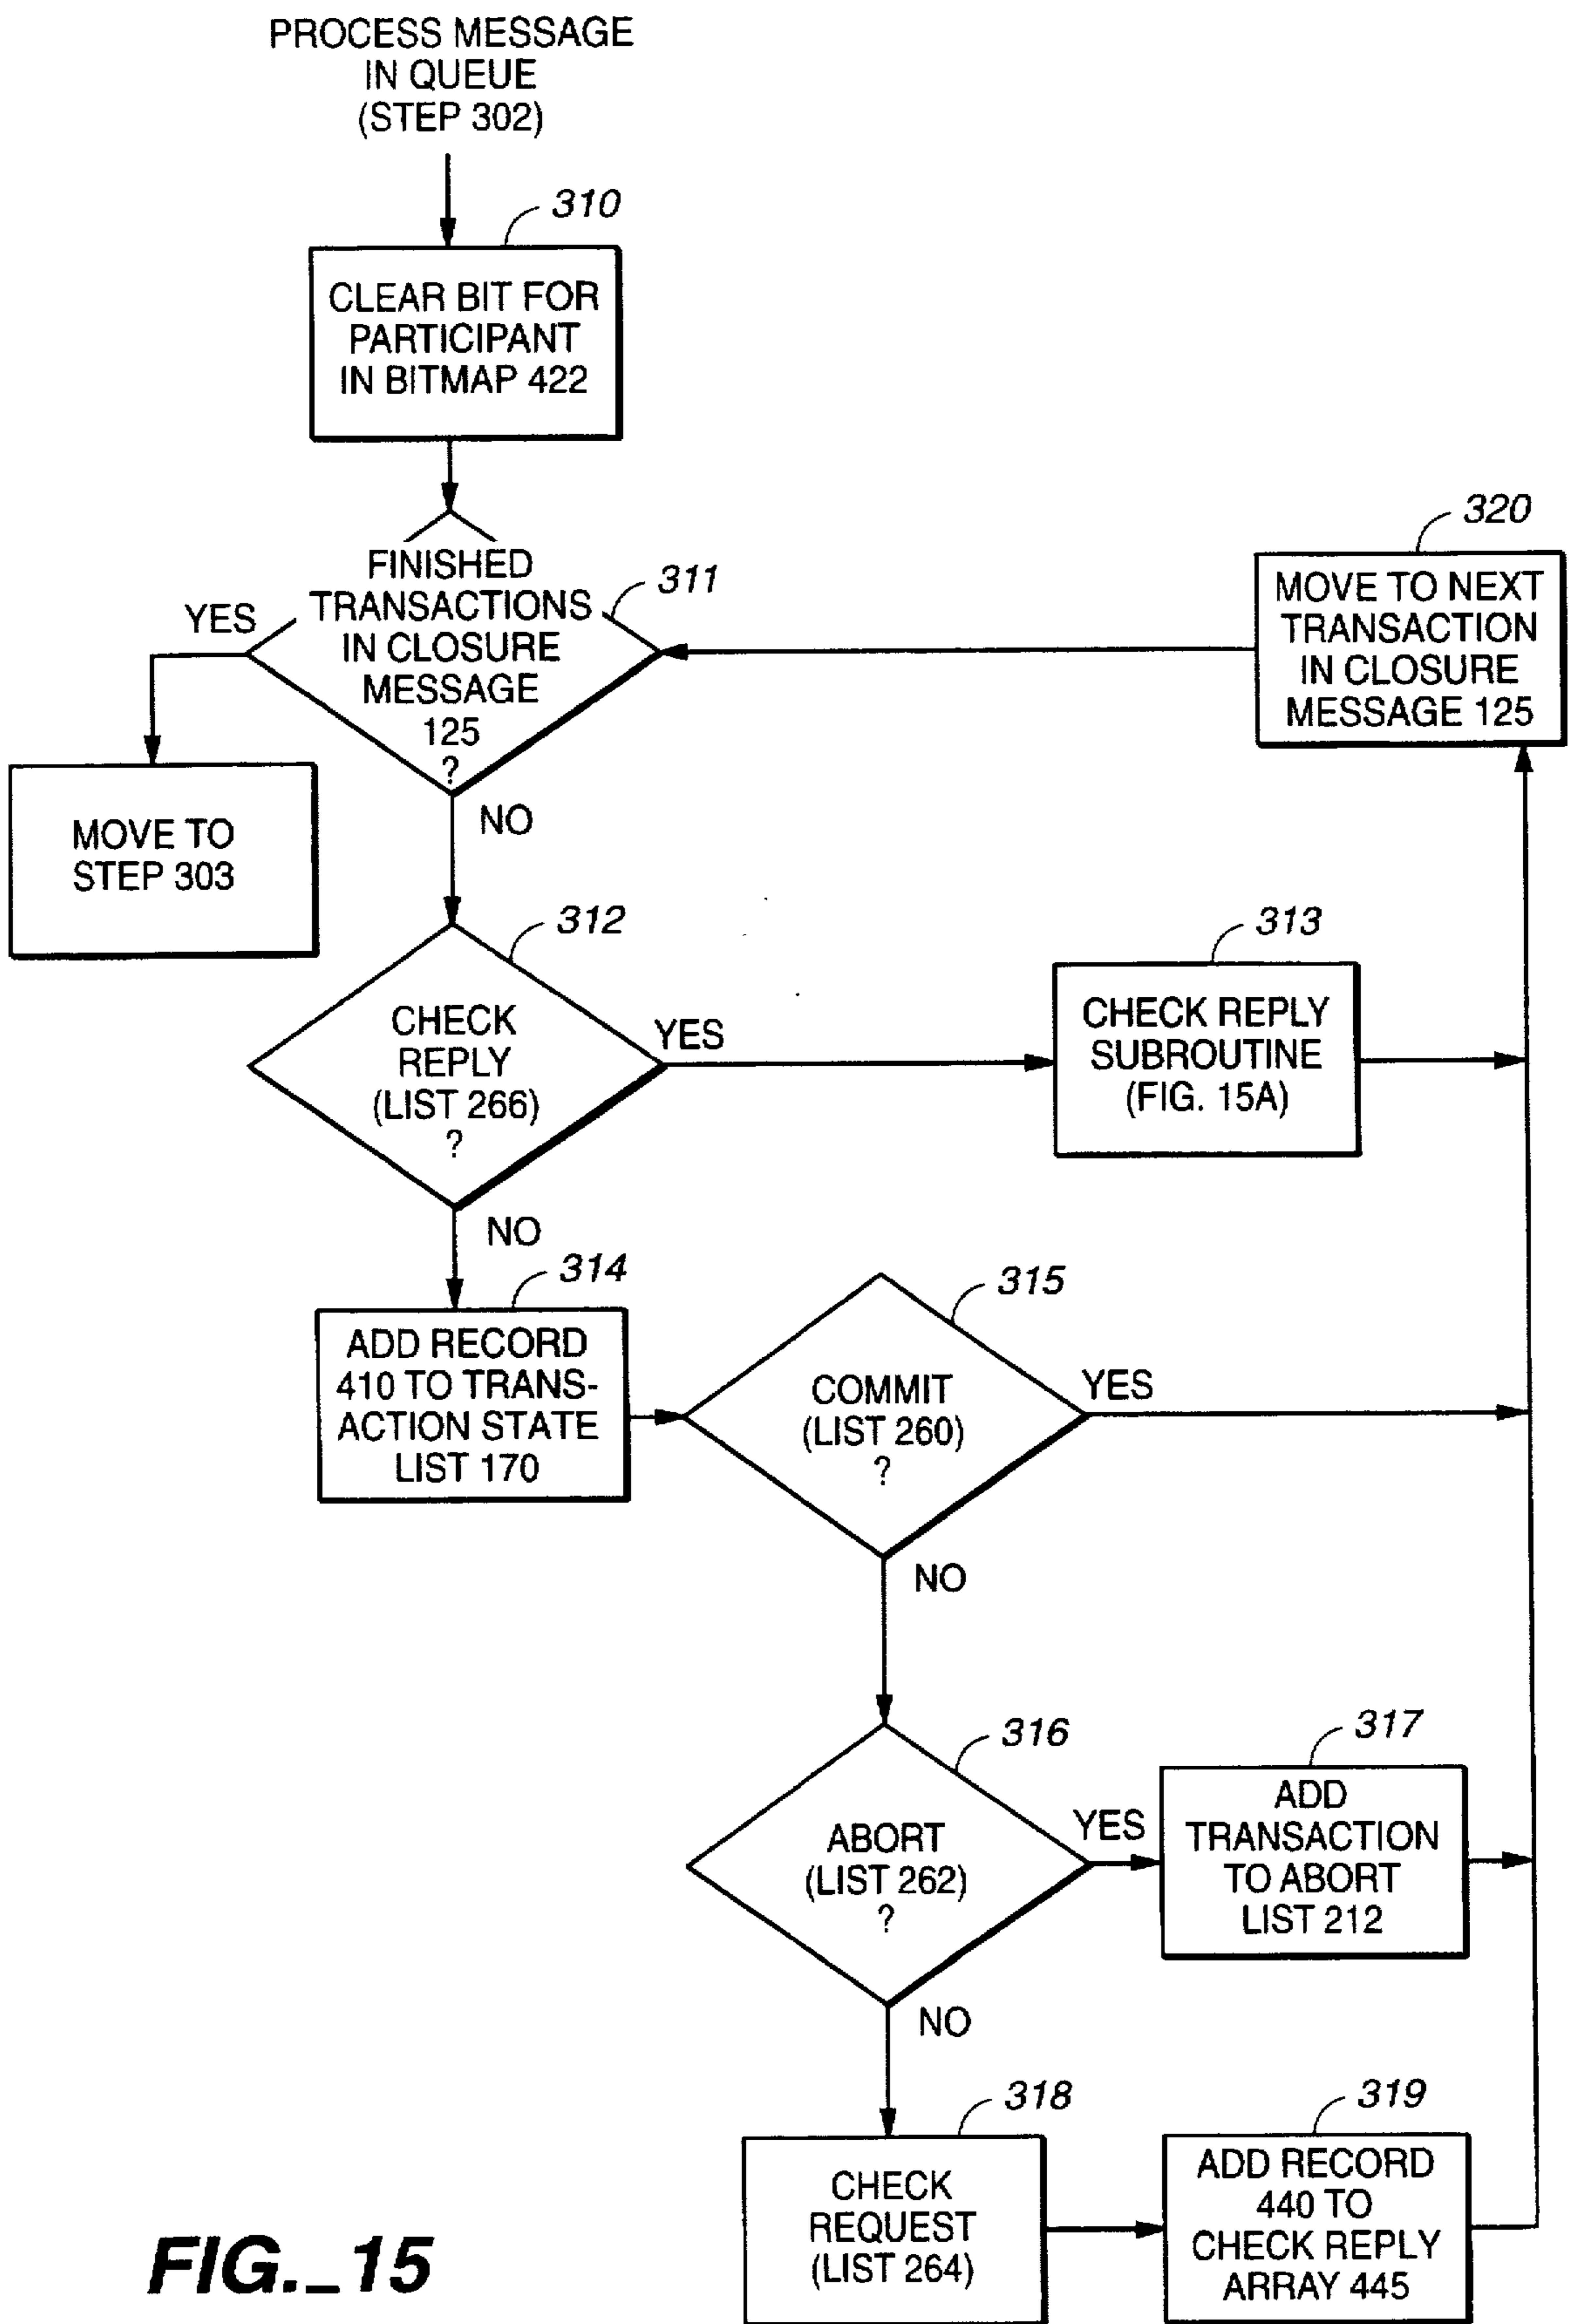 PROCESS MESSAGE
IN QUEUE
(STEP 302)
310
CLEAR BIT FOR
PARTICIPANT
IN BITMAP 422
320
MOVE TO NEXT
TRANSACTION
IN CLOSURE
MESSAGE 125
311
FINISHED
TRANSACTIONS
IN CLOSURE
MESSAGE
125
?
YES
NO
MOVE TO
STEP 303
312
CHECK
REPLY
(LIST 266)
?
YES
NO
313
CHECK REPLY
SUBROUTINE
(FIG. 15A)
314
ADD RECORD
410 TO TRANS-
ACTION STATE
LIST 170
315
COMMIT
(LIST 260)
?
YES
NO
316
ABORT
(LIST 262)
?
YES
NO
317
ADD
TRANSACTION
TO ABORT
LIST 212
318
CHECK
REQUEST
(LIST 264)
319
ADD RECORD
440 TO
CHECK REPLY
ARRAY 445
FIG._15